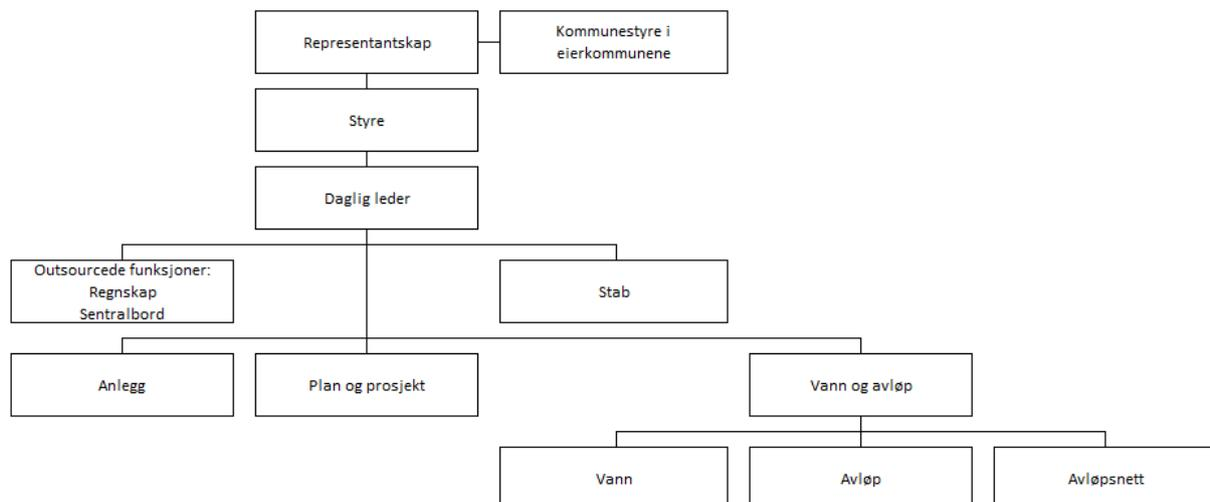 Representantskap
Kommunestyre i
eierkommunene
Styre
Daglig leder
Outsourcede funksjoner:
Regnskap
Sentralbord
Stab
Anlegg
Plan og prosjekt
Vann og avløp
Vann
Avløp
Avløpsnett